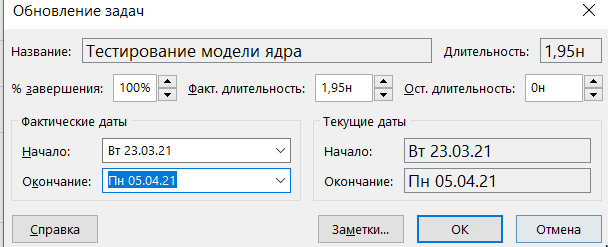 Обновление задач
Название: Тестирование модели ядра Длительность: 1,95н
% завершения: 100% Факт. длительность: 1,95н Ост. длительность: 0н
Фактические даты Текущие даты
Начало: Вт 23.03.21 Начало: Вт 23.03.21
Окончание: Пн 05.04.21 Окончание: Пн 05.04.21
Справка Заметки... ОК Отмена